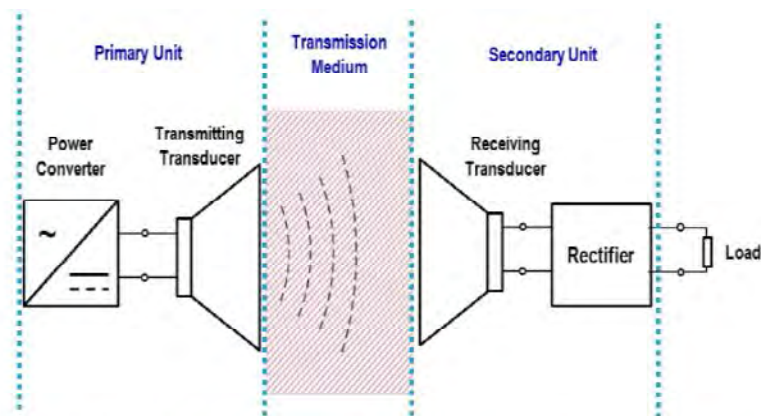 Primary Unit
Transmission
Medium
Secondary Unit
Power
Converter
Transmitting
Transducer
Receiving
Transducer
~
Rectifier
Load